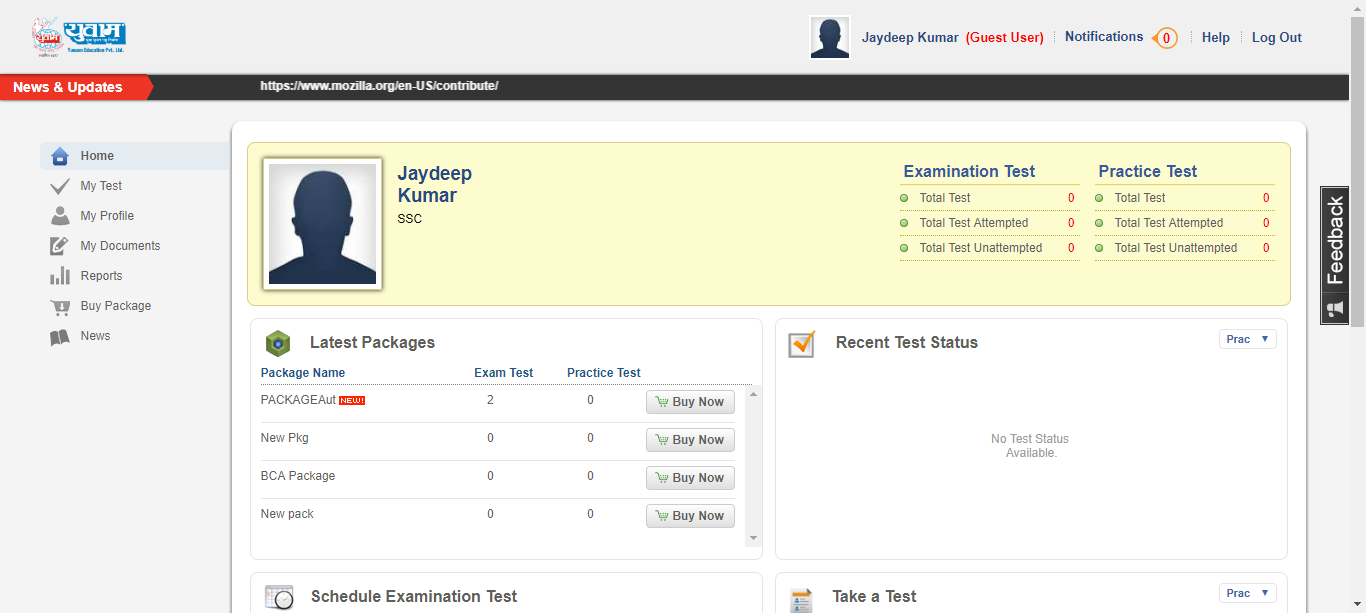 युवाम
Yuwam Education Pvt. Ltd.
Jaydeep Kumar (Guest User) Notifications 0 Help Log Out
News & Updates https://www.mozilla.org/en-US/contribute/
Home
My Test
My Profile
My Documents
Reports
Buy Package
News
Jaydeep
Kumar
SSC
Examination Test
Total Test 0
Total Test Attempted 0
Total Test Unattempted 0
Practice Test
Total Test 0
Total Test Attempted 0
Total Test Unattempted 0
Feedback
Latest Packages
Package Name Exam Test Practice Test
PACKAGEAut NEW! 2 0 Buy Now
New Pkg 0 0 Buy Now
BCA Package 0 0 Buy Now
New pack 0 0 Buy Now
Recent Test Status Prac
No Test Status
Available.
Schedule Examination Test
Take a Test Prac